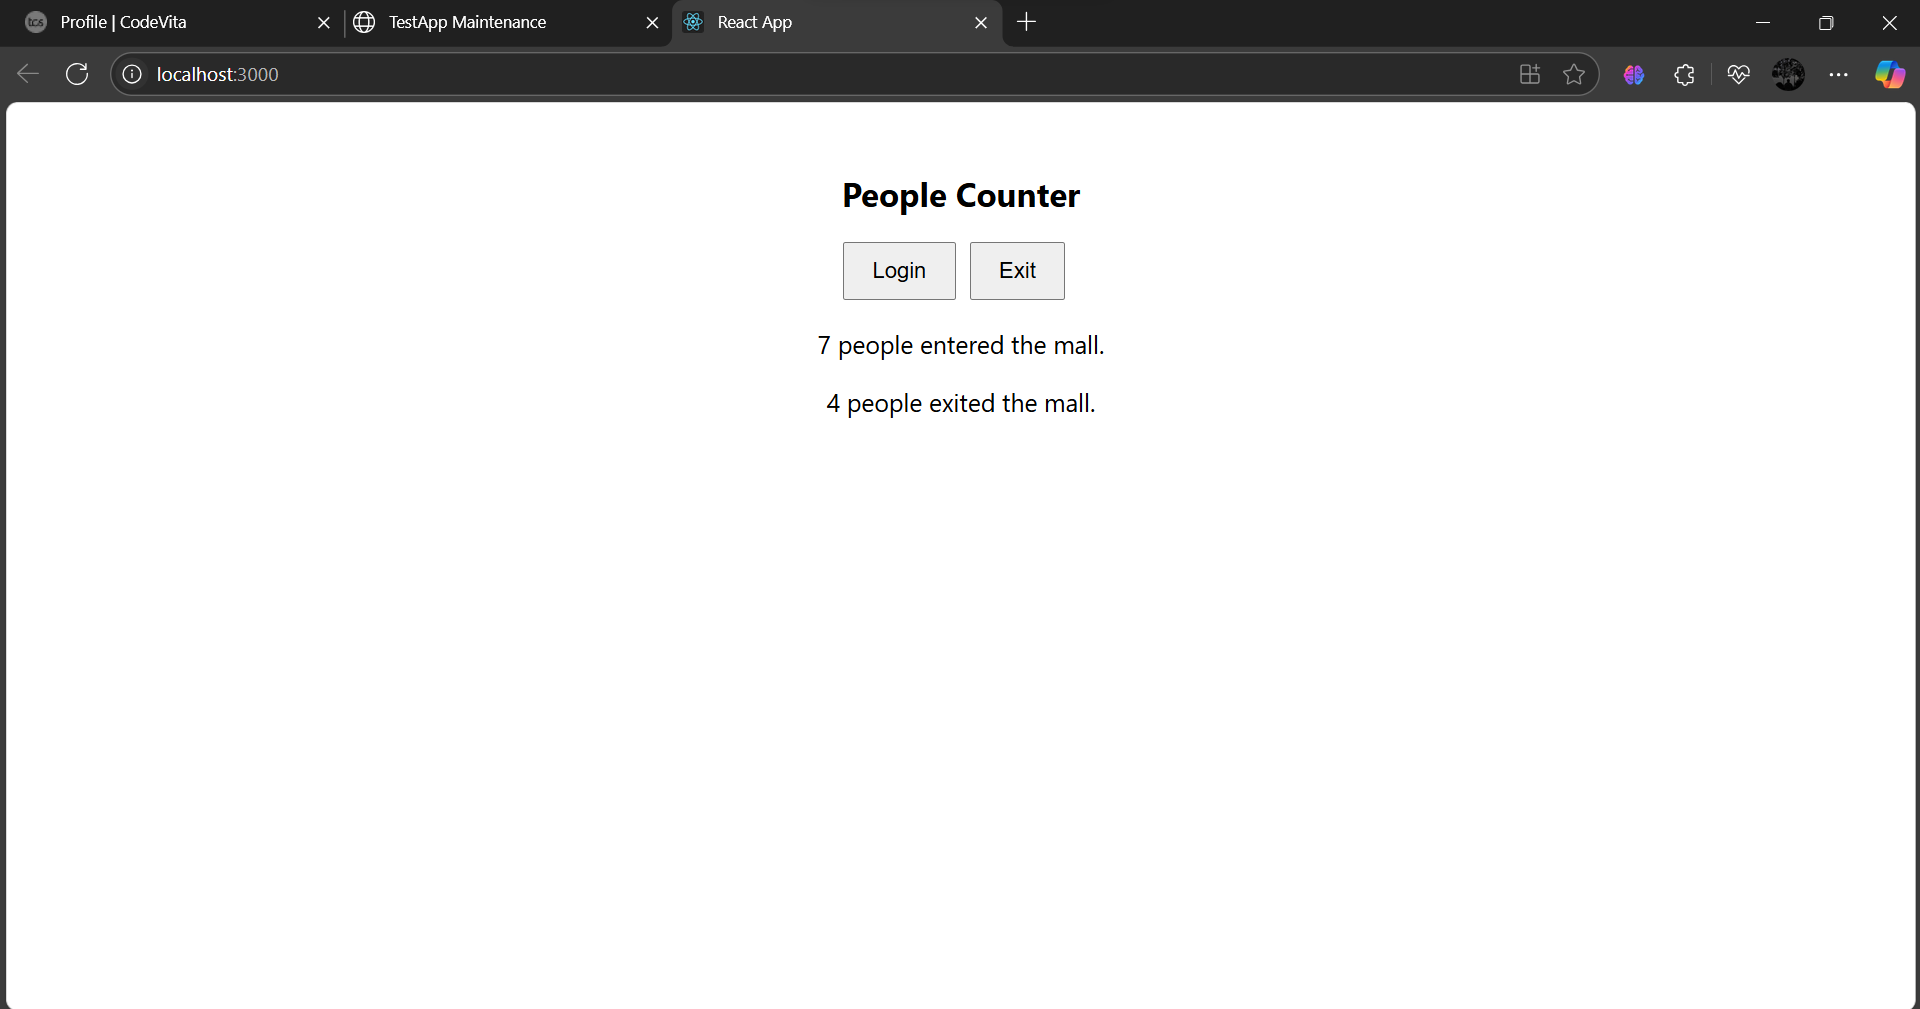 tcs Profile | CodeVita
TestApp Maintenance
React App
localhost:3000
People Counter
Login
Exit
7 people entered the mall.
4 people exited the mall.